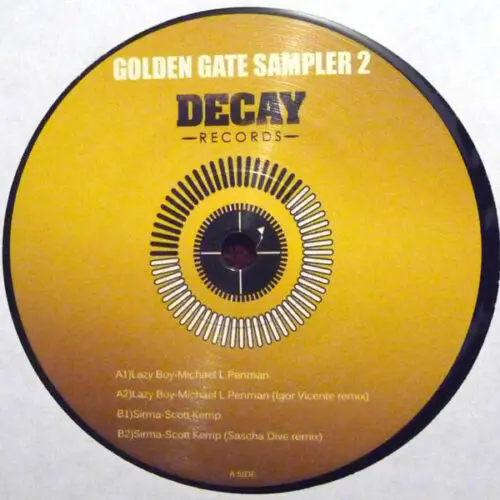 GOLDEN GATE SAMPLER 2
DECAY
RECORDS
A1)Lazy Boy-Michael L Penman
A2)Lazy Boy-Michael L Penman (Igor Vicente remix)
B1)Sirma-Scott Kemp
B2)Sirma-Scott Kemp (Sascha Dive remix)
A SIDE